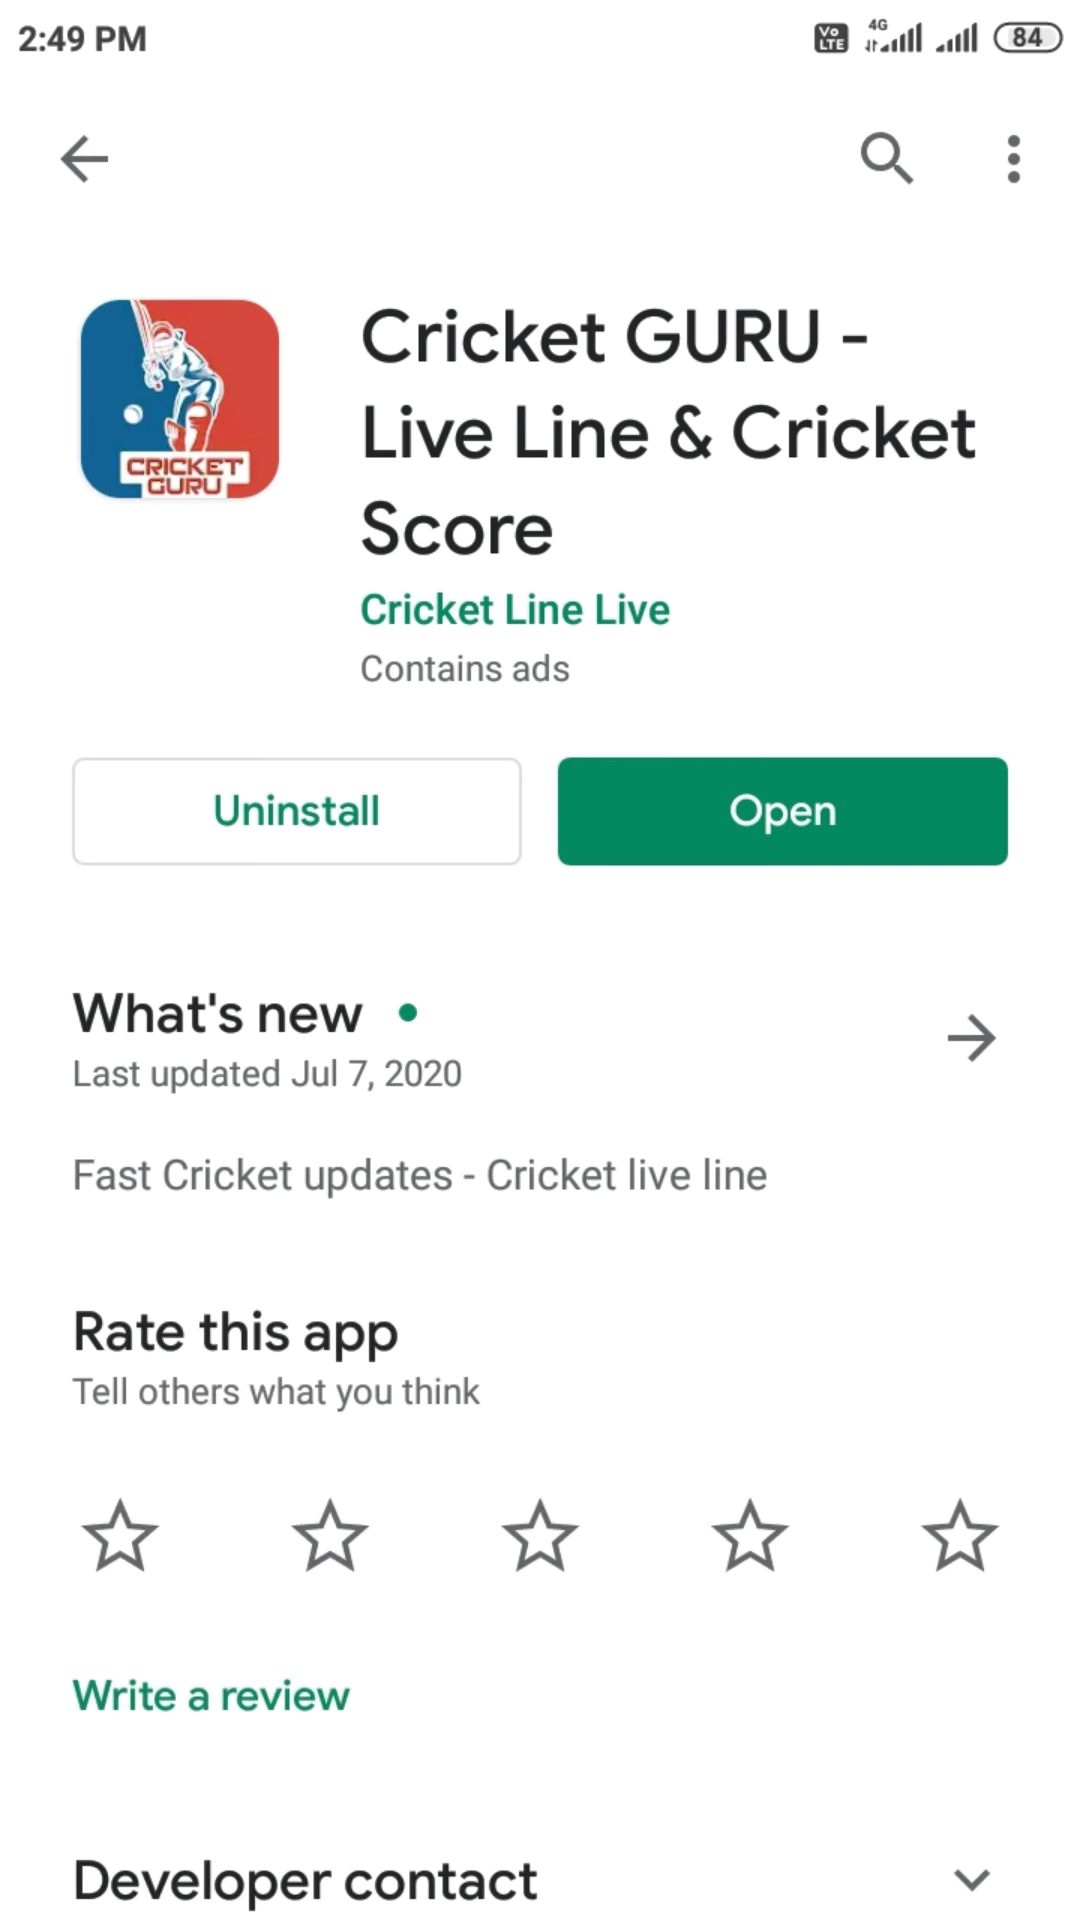 2:49 PM
Vo LTE 4G 84
Cricket GURU -
Live Line & Cricket
Score
CRICKET
GURU
Cricket Line Live
Contains ads
Uninstall
Open
What's new
Last updated Jul 7, 2020
Fast Cricket updates - Cricket live line
Rate this app
Tell others what you think
Write a review
Developer contact